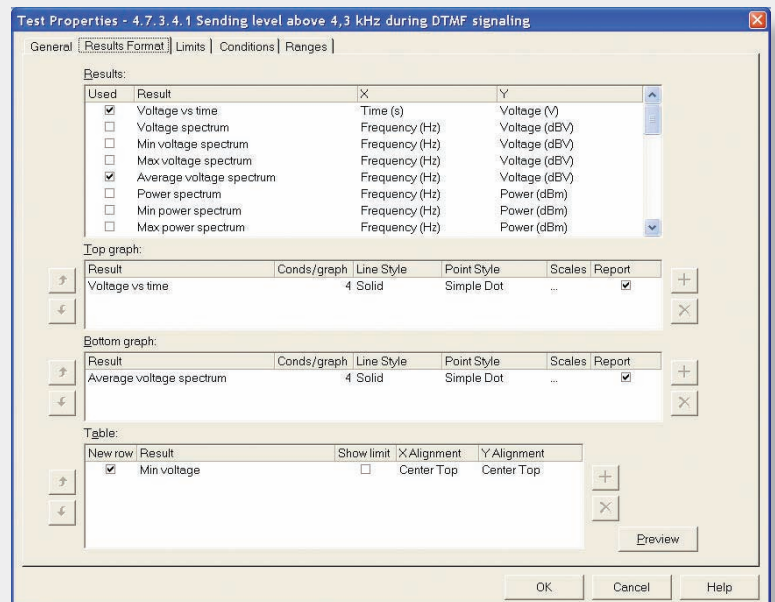 Test Properties - 4.7.3.4.1 Sending level above 4,3 kHz during DTMF signaling
General Results Format Limits Conditions Ranges
Results:
Used Result X Y
Voltage vs time Time (s) Voltage (V)
Voltage spectrum Frequency (Hz) Voltage (dBV)
Min voltage spectrum Frequency (Hz) Voltage (dBV)
Max voltage spectrum Frequency (Hz) Voltage (dBV)
Average voltage spectrum Frequency (Hz) Voltage (dBV)
Power spectrum Frequency (Hz) Power (dBm)
Min power spectrum Frequency (Hz) Power (dBm)
Max power spectrum Frequency (Hz) Power (dBm)
Top graph:
Result Conds/graph Line Style Point Style Scales Report
Voltage vs time 4 Solid Simple Dot ...
Bottom graph:
Result Conds/graph Line Style Point Style Scales Report
Average voltage spectrum 4 Solid Simple Dot ...
Table:
New row Result Show limit X Alignment Y Alignment
Min voltage Center Top Center Top
Preview
OK Cancel Help